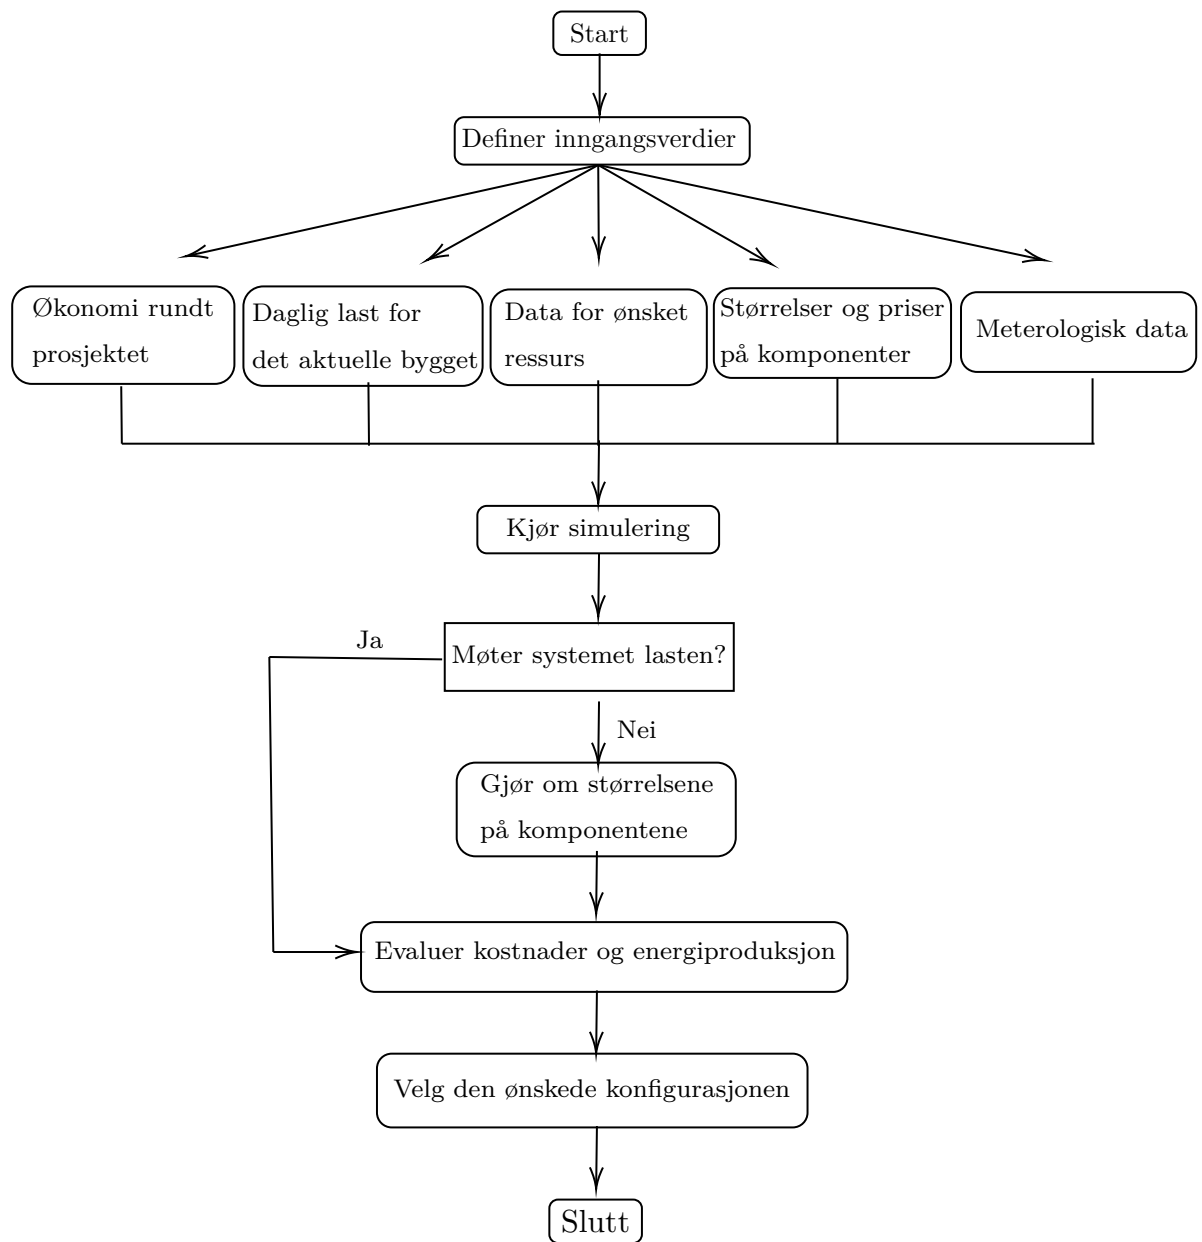 Start
Definer inngangsverdier
Økonomi rundt
prosjektet
Daglig last for
det aktuelle bygget
Data for ønsket
ressurs
Størrelser og priser
på komponenter
Meterologisk data
Kjør simulering
Ja
Møter systemet lasten?
Nei
Gjør om størrelsene
på komponentene
Evaluer kostnader og energiproduksjon
Velg den ønskede konfigurasjonen
Slutt